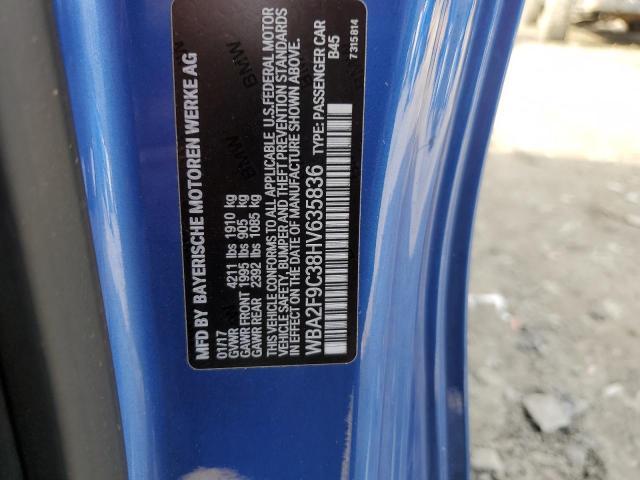 MFD BY BAYERISCHE MOTOREN WERKE AG
01/17
GVWR 4211 lbs 1910 kg
GAWR FRONT 1995 lbs 905 kg
GAWR REAR 2392 lbs 1085 kg
THIS VEHICLE CONFORMS TO ALL APPLICABLE U.S. FEDERAL MOTOR
VEHICLE SAFETY, BUMPER AND THEFT PREVENTION STANDARDS
IN EFFECT ON THE DATE OF MANUFACTURE SHOWN ABOVE.
WBA2F9C38HV635836 TYPE: PASSENGER CAR
B45
7315814
BMW
BMW